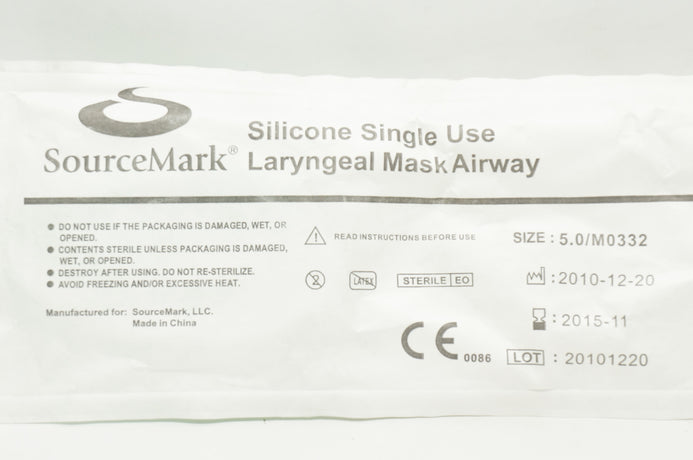 SourceMark®
Silicone Single Use
Laryngeal Mask Airway
● DO NOT USE IF THE PACKAGING IS DAMAGED, WET, OR
OPENED.
● CONTENTS STERILE UNLESS PACKAGING IS DAMAGED,
WET, OR OPENED.
● DESTROY AFTER USING. DO NOT RE-STERILIZE.
● AVOID FREEZING AND/OR EXCESSIVE HEAT.
Manufactured for: SourceMark, LLC.
Made in China
READ INSTRUCTIONS BEFORE USE
2
LATEX
STERILE EO
CE 0086
SIZE : 5.0/M0332
: 2010-12-20
: 2015-11
LOT : 20101220